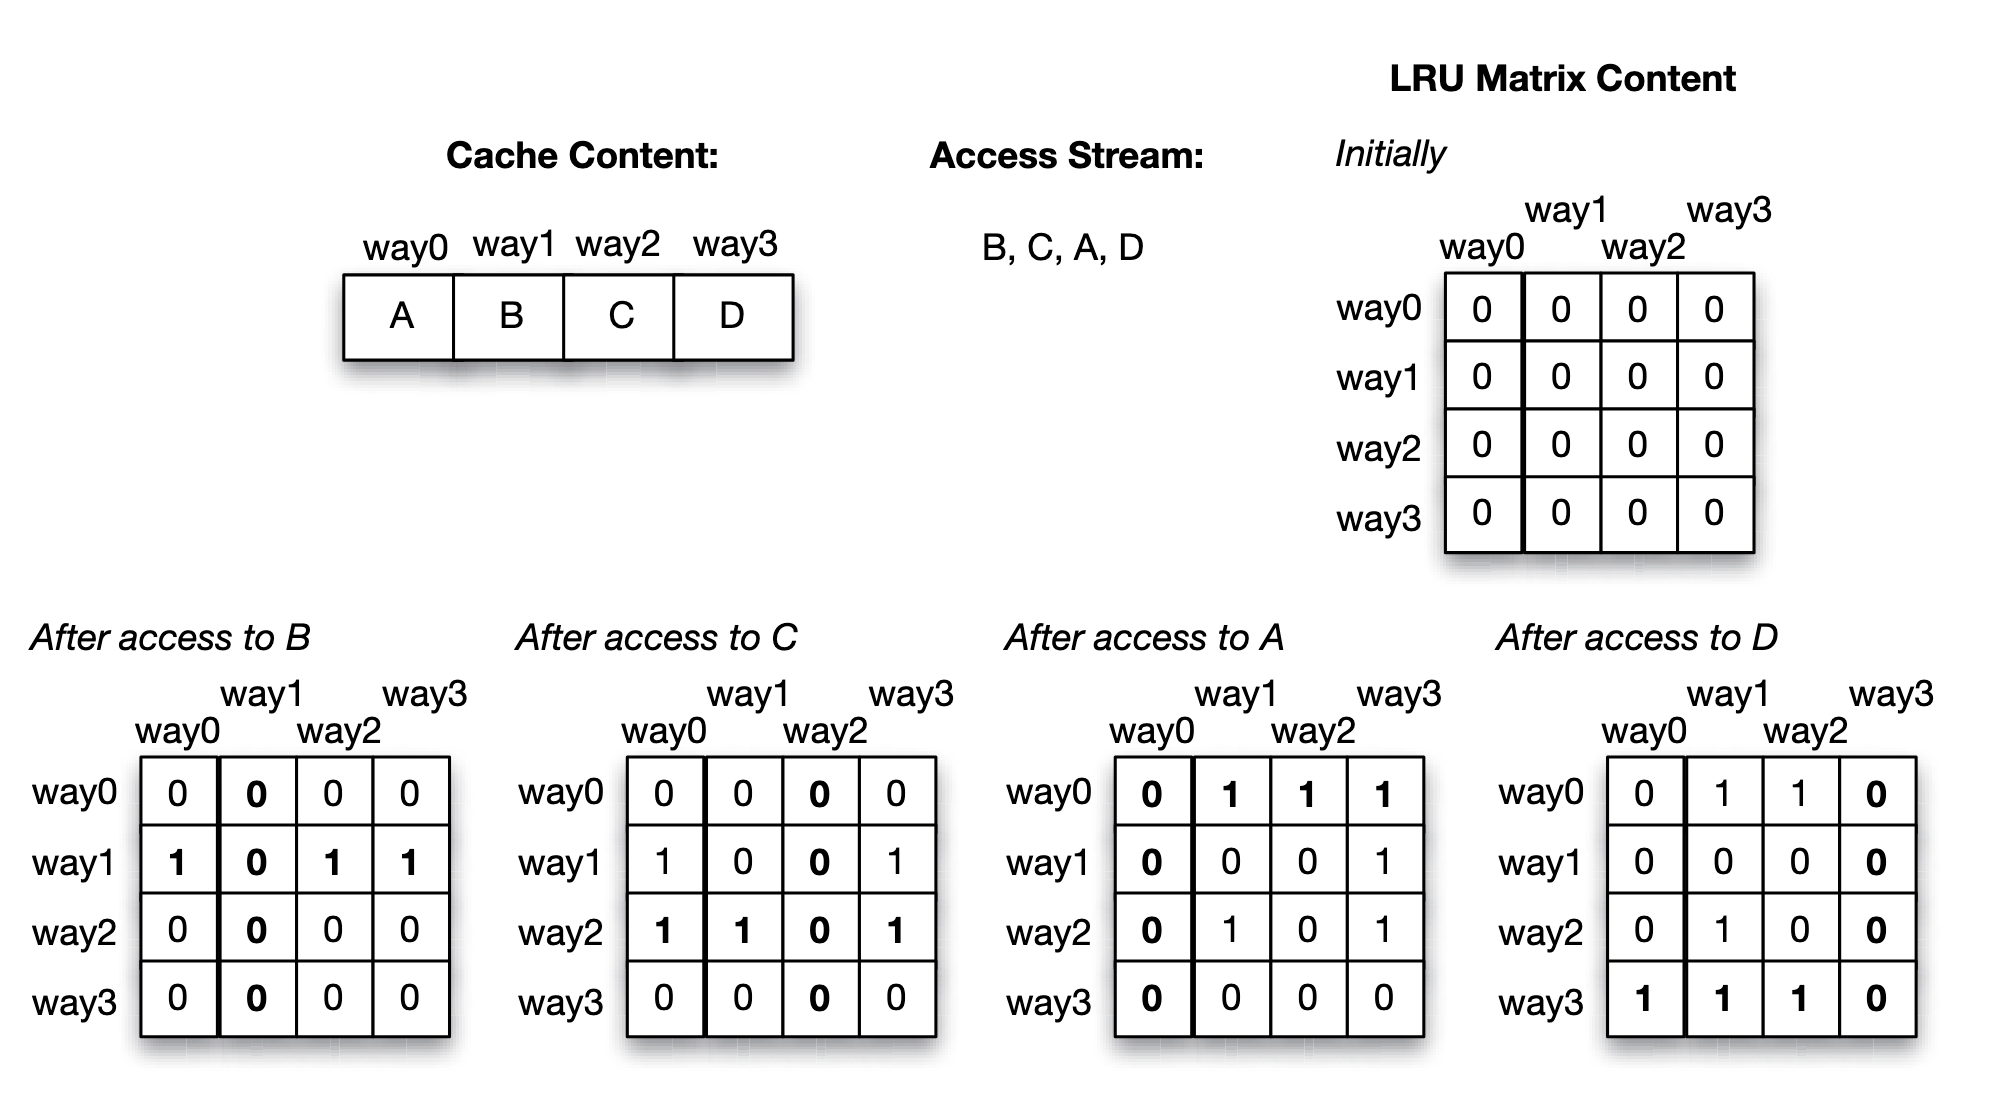 LRU Matrix Content
Cache Content:
Access Stream:
Initially
way0 way1 way2 way3
A B C D
B, C, A, D
way1 way3
way0 way2
way0 0 0 0 0
way1 0 0 0 0
way2 0 0 0 0
way3 0 0 0 0
After access to B
way1 way3
way0 way2
way0 0 0 0 0
way1 1 0 1 1
way2 0 0 0 0
way3 0 0 0 0
After access to C
way1 way3
way0 way2
way0 0 0 0 0
way1 1 0 0 1
way2 1 1 0 1
way3 0 0 0 0
After access to A
way1 way3
way0 way2
way0 0 1 1 1
way1 0 0 0 1
way2 0 1 0 1
way3 0 0 0 0
After access to D
way1 way3
way0 way2
way0 0 1 1 0
way1 0 0 0 0
way2 0 1 0 0
way3 1 1 1 0